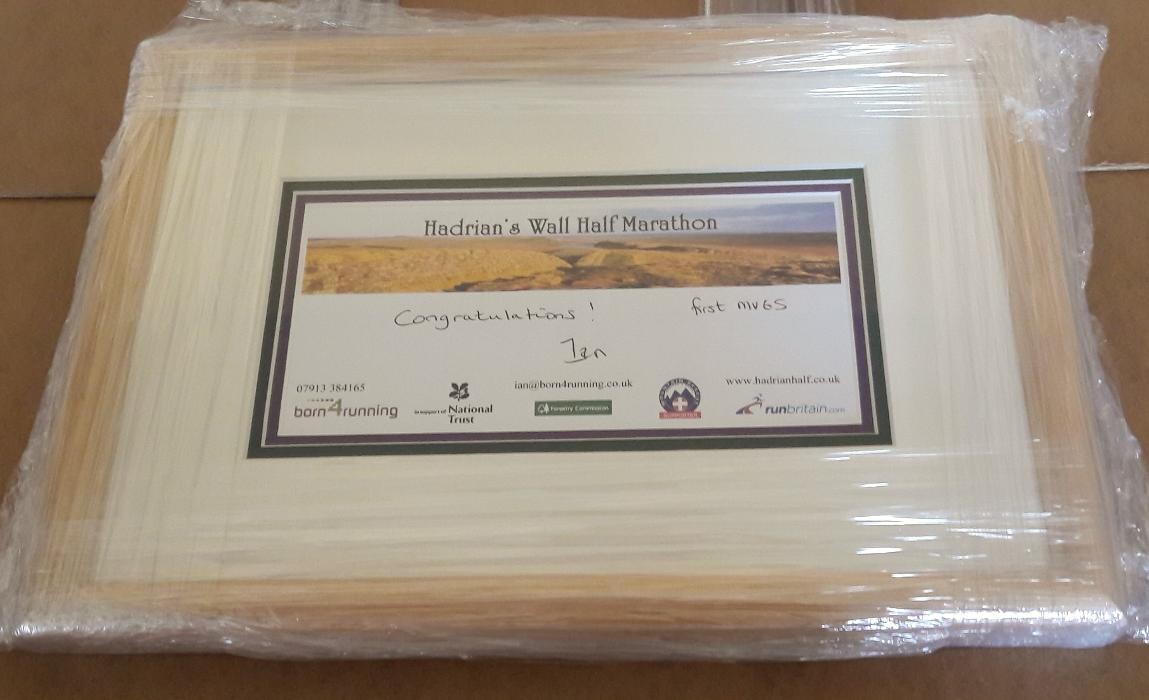 Hadrian's Wall Half Marathon
Congratulations!
first MV65
Ian
07913 384165
ian@born4running.co.uk
www.hadrianhalf.co.uk
born4running
in support of National Trust
Forestry Commission
SUPPORTER
runbritain.com